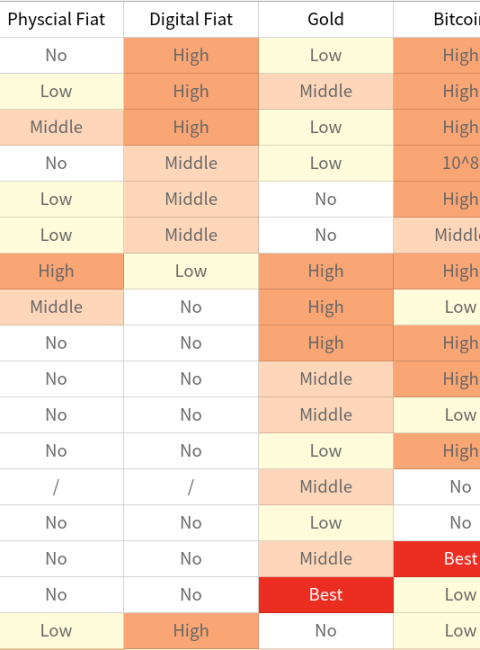 Physcial Fiat Digital Fiat Gold Bitcoin
No High Low High
Low High Middle High
Middle High Low High
No Middle Low 10^8
Low Middle No High
Low Middle No Middle
High Low High High
Middle No High Low
No No High High
No No Middle High
No No Middle Low
No No Low High
/ / Middle No
No No Low No
No No Middle Best
No No Best Low
Low High No Low